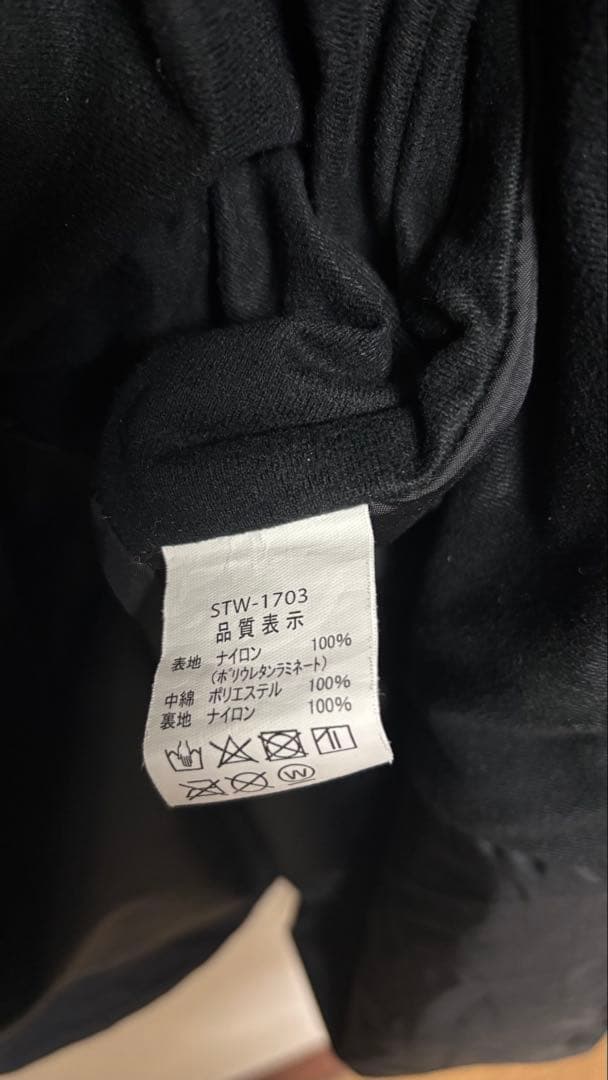 STW-1703
品質表示
表地 ナイロン 100%
(ポリウレタンラミネート)
中綿 ポリエステル 100%
裏地 ナイロン 100%
W